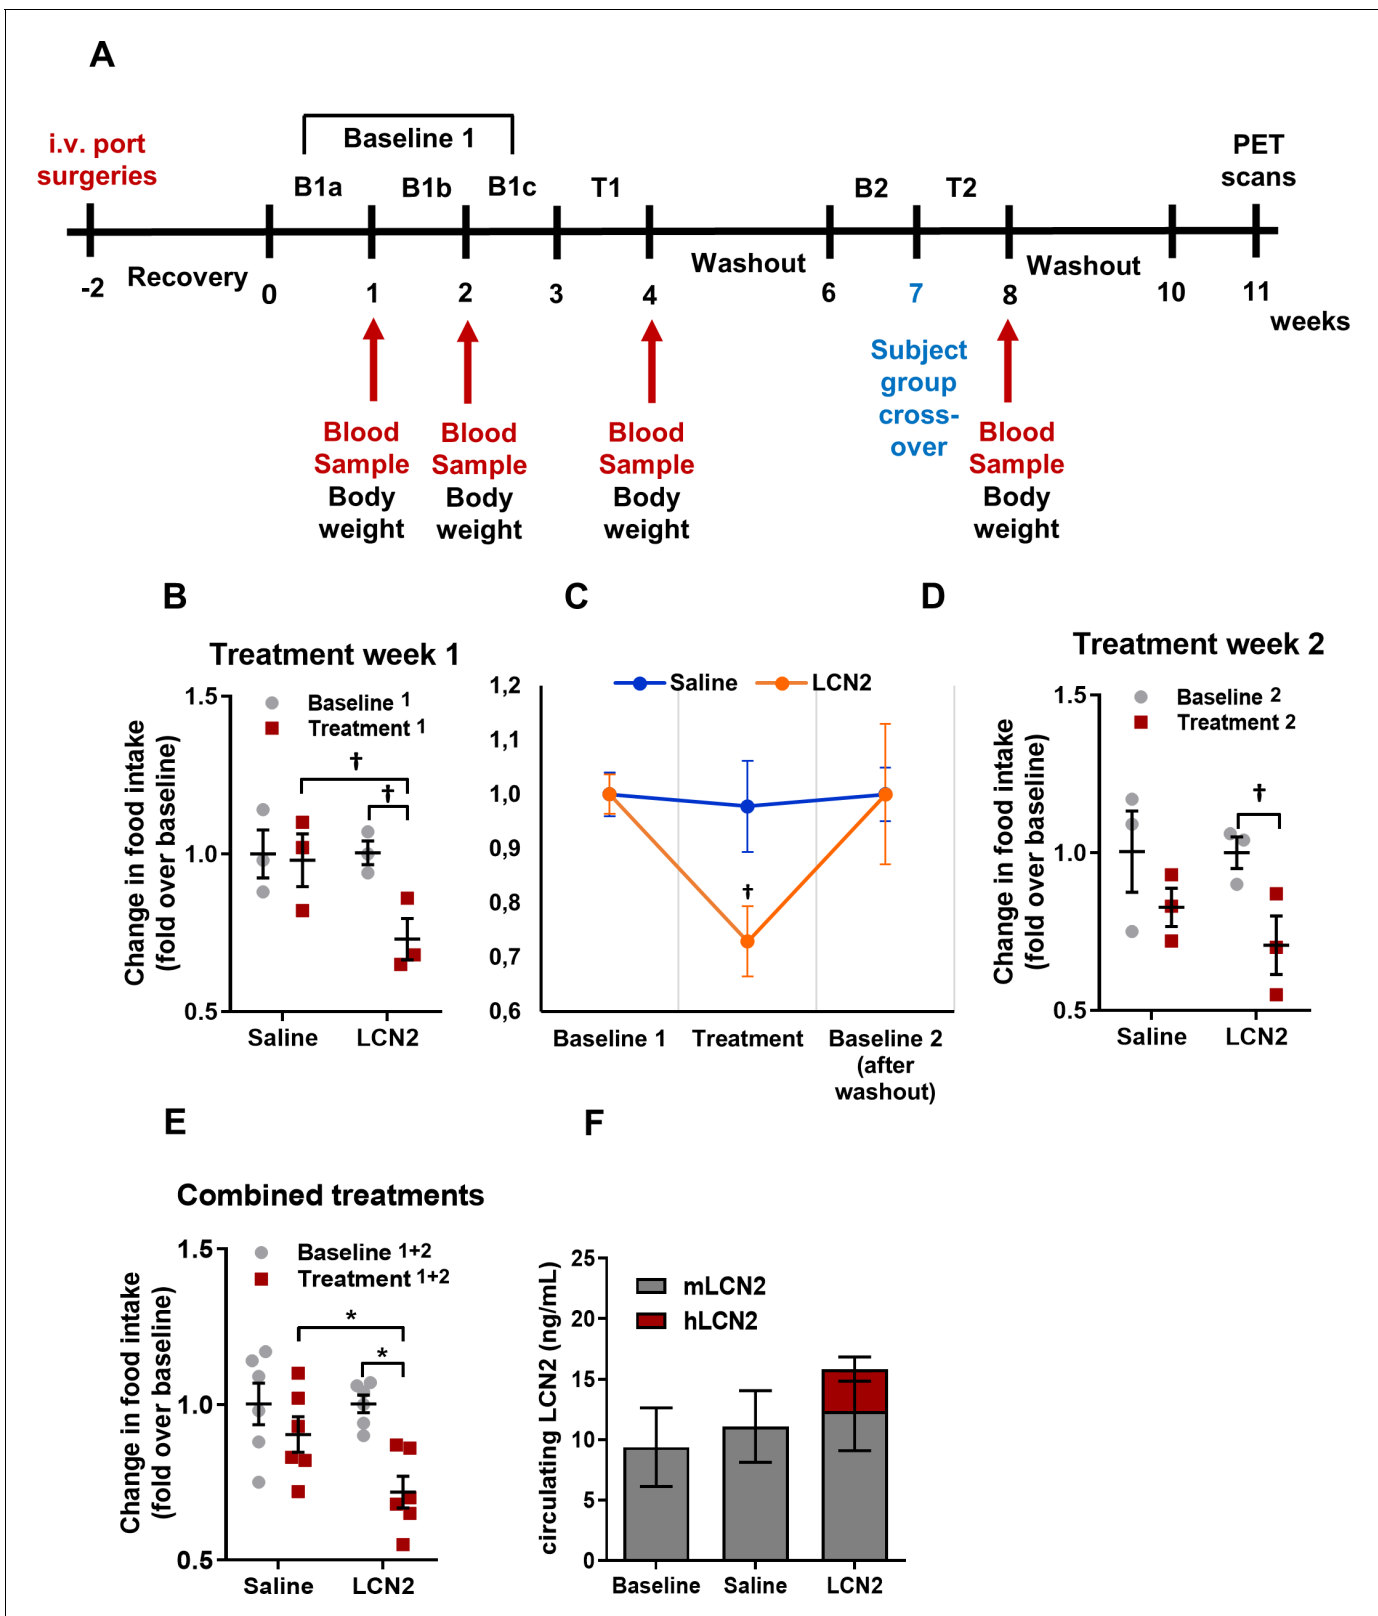 A
i.v. port
surgeries
Baseline 1
PET
scans
B1a
B1b
B1c
T1
B2
T2
Recovery
Washout
Washout
-2
0
1
2
3
4
6
7
8
10
11
weeks
Subject
group
cross-
over
Blood
Sample
Body
weight
Blood
Sample
Body
weight
Blood
Sample
Body
weight
Blood
Sample
Body
weight
B
Treatment week 1
1.5
1.0
0.5
Change in food intake
(fold over baseline)
Baseline 1
Treatment 1
†
†
Saline
LCN2
C
Saline
LCN2
1,2
1,1
1,0
0,9
0,8
0,7
0,6
†
Baseline 1
Treatment
Baseline 2
(after
washout)
D
Treatment week 2
1.5
1.0
0.5
Change in food intake
(fold over baseline)
Baseline 2
Treatment 2
†
Saline
LCN2
E
Combined treatments
1.5
1.0
0.5
Change in food intake
(fold over baseline)
Baseline 1+2
Treatment 1+2
*
*
Saline
LCN2
F
25
20
15
10
5
0
circulating LCN2 (ng/mL)
mLCN2
hLCN2
Baseline
Saline
LCN2